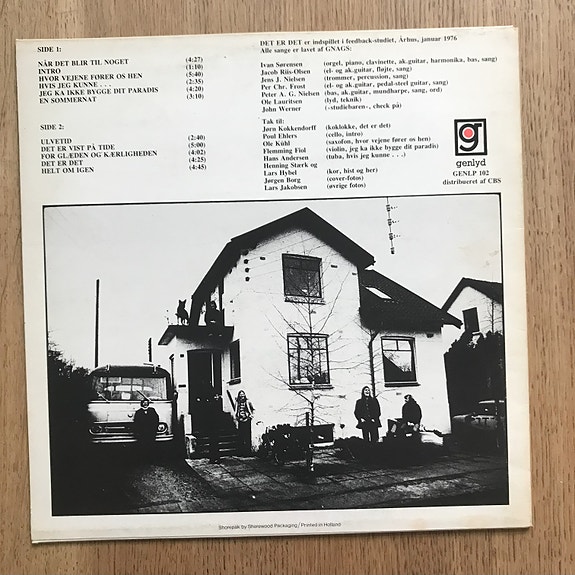 SIDE 1:
NÅR DET BLIR TIL NOGET (4:27)
INTRO (1:10)
HVOR VEJENE FØRER OS HEN (5:40)
HVIS JEG KUNNE . . . (2:35)
JEG KA IKKE BYGGE DIT PARADIS (4:20)
EN SOMMERNAT (3:10)
SIDE 2:
ULVETID (2:40)
DET ER VIST PÅ TIDE (5:00)
FOR GLÆDEN OG KÆRLIGHEDEN (4:02)
DET ER DET (4:25)
HELT OM IGEN (4:45)
DET ER DET er indspillet i feedback-studiet, Århus, januar 1976
Alle sange er lavet af GNAGS:
Ivan Sørensen (orgel, piano, clavinette, ak.guitar, harmonika, bas, sang)
Jacob Riis-Olsen (el- og ak.guitar, fløjte, sang)
Jens J. Nielsen (trommer, percussion, sang)
Per Chr. Frost (el- og ak.guitar, pedal-steel guitar, sang)
Peter A. G. Nielsen (bas, ak.guitar, mundharpe, sang, ord)
Ole Lauritsen (lyd, teknik)
John Werner (»studiebaren«, check på)
Tak til:
Jørn Kokkendorff (koklokke, det er det)
Poul Ehlers (cello, intro)
Ole Kühl (saxofon, hvor vejene fører os hen)
Flemming Fiol (violin, jeg ka ikke bygge dit paradis)
Hans Andersen (tuba, hvis jeg kunne . . .)
Henning Stærk og
Lars Hybel (kor, hist og her)
Jørgen Borg (cover-fotos)
Lars Jakobsen (øvrige fotos)
g
genlyd
GENLP 102
distribueret af CBS
Shorepak by Shorewood Packaging/Printed in Holland